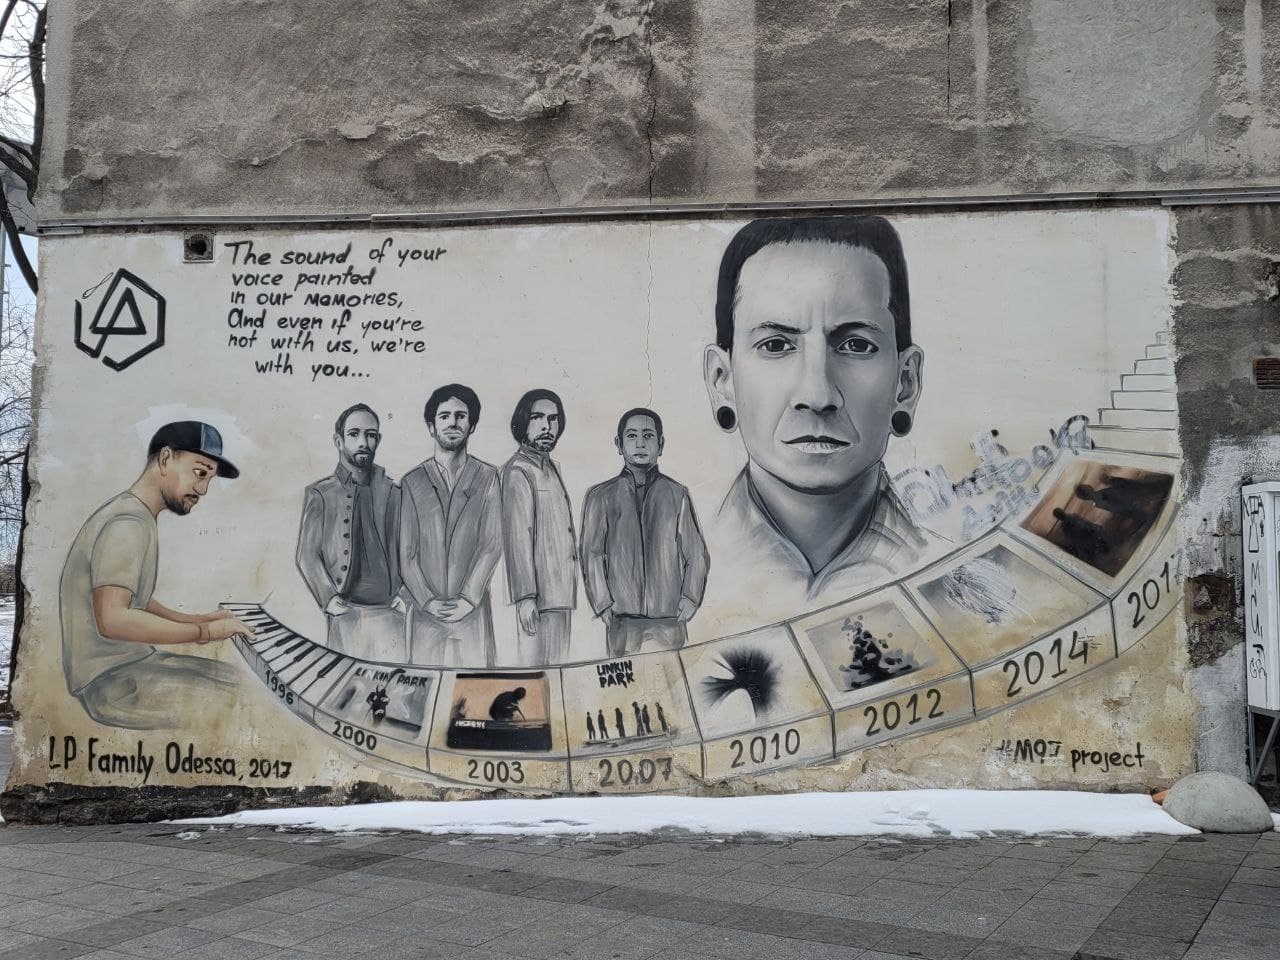 The sound of your
voice painted
in our memories,
And even if you're
not with us, we're
with you...
LINKIN PARK
LINKIN
PARK
1996
2000
2003
2007
2010
2012
2014
LP Family Odessa, 2017
#MOJ project